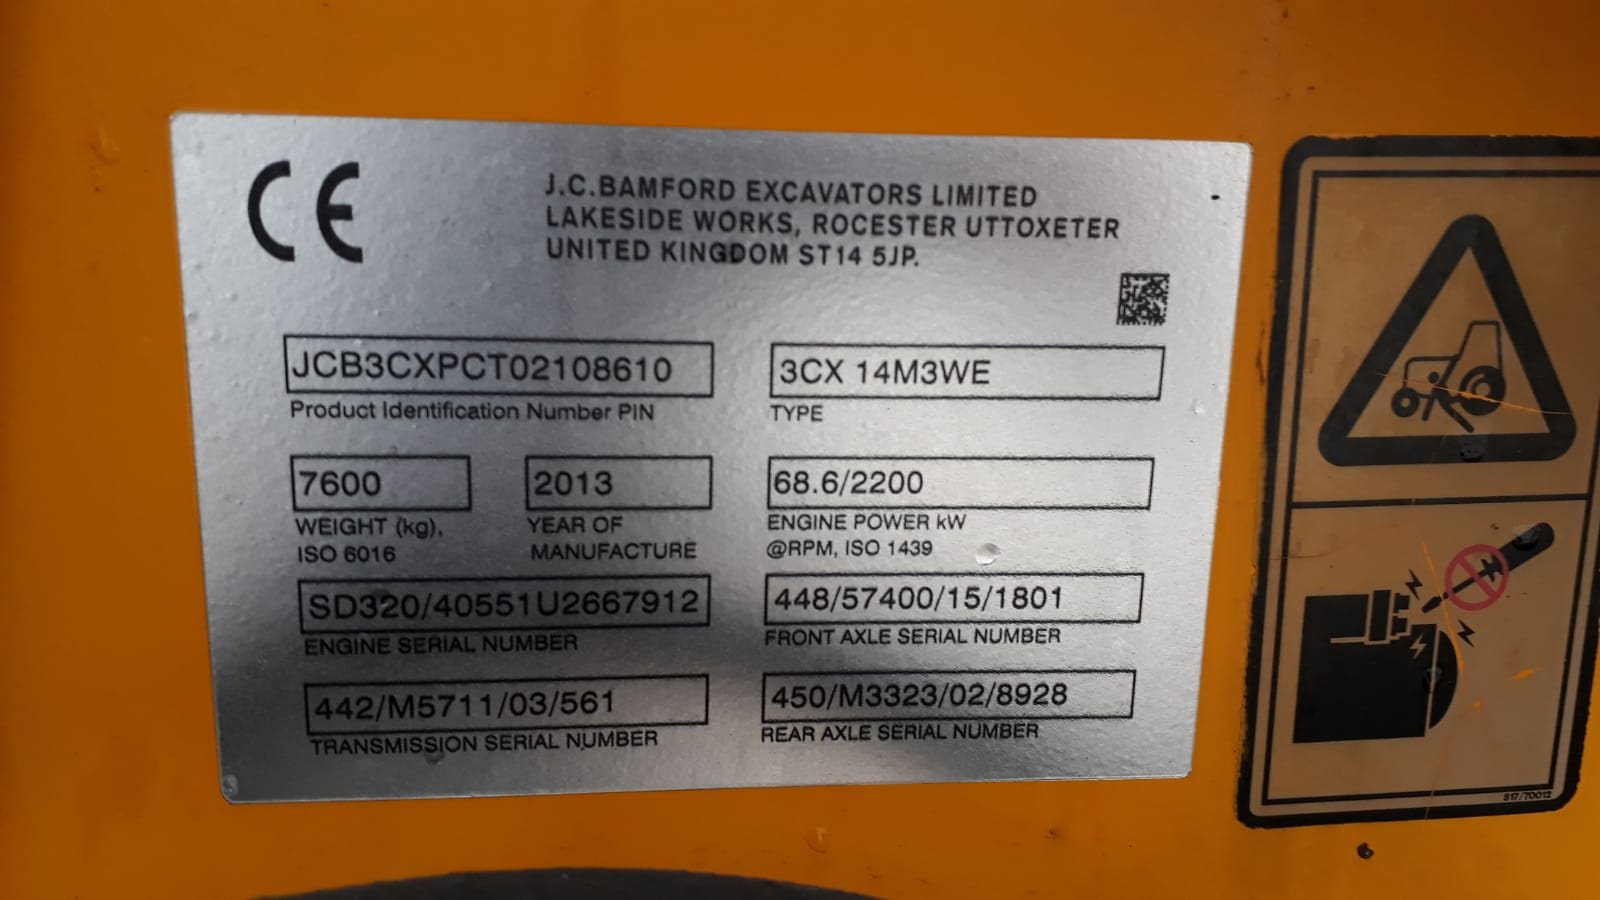 CE
J.C.BAMFORD EXCAVATORS LIMITED
LAKESIDE WORKS, ROCESTER UTTOXETER
UNITED KINGDOM ST14 5JP.
JCB3CXPCT02108610
Product Identification Number PIN
3CX 14M3WE
TYPE
7600
WEIGHT (kg),
ISO 6016
2013
YEAR OF
MANUFACTURE
68.6/2200
ENGINE POWER kW
@RPM, ISO 1439
SD320/40551U2667912
ENGINE SERIAL NUMBER
448/57400/15/1801
FRONT AXLE SERIAL NUMBER
442/M5711/03/561
TRANSMISSION SERIAL NUMBER
450/M3323/02/8928
REAR AXLE SERIAL NUMBER
817/70012